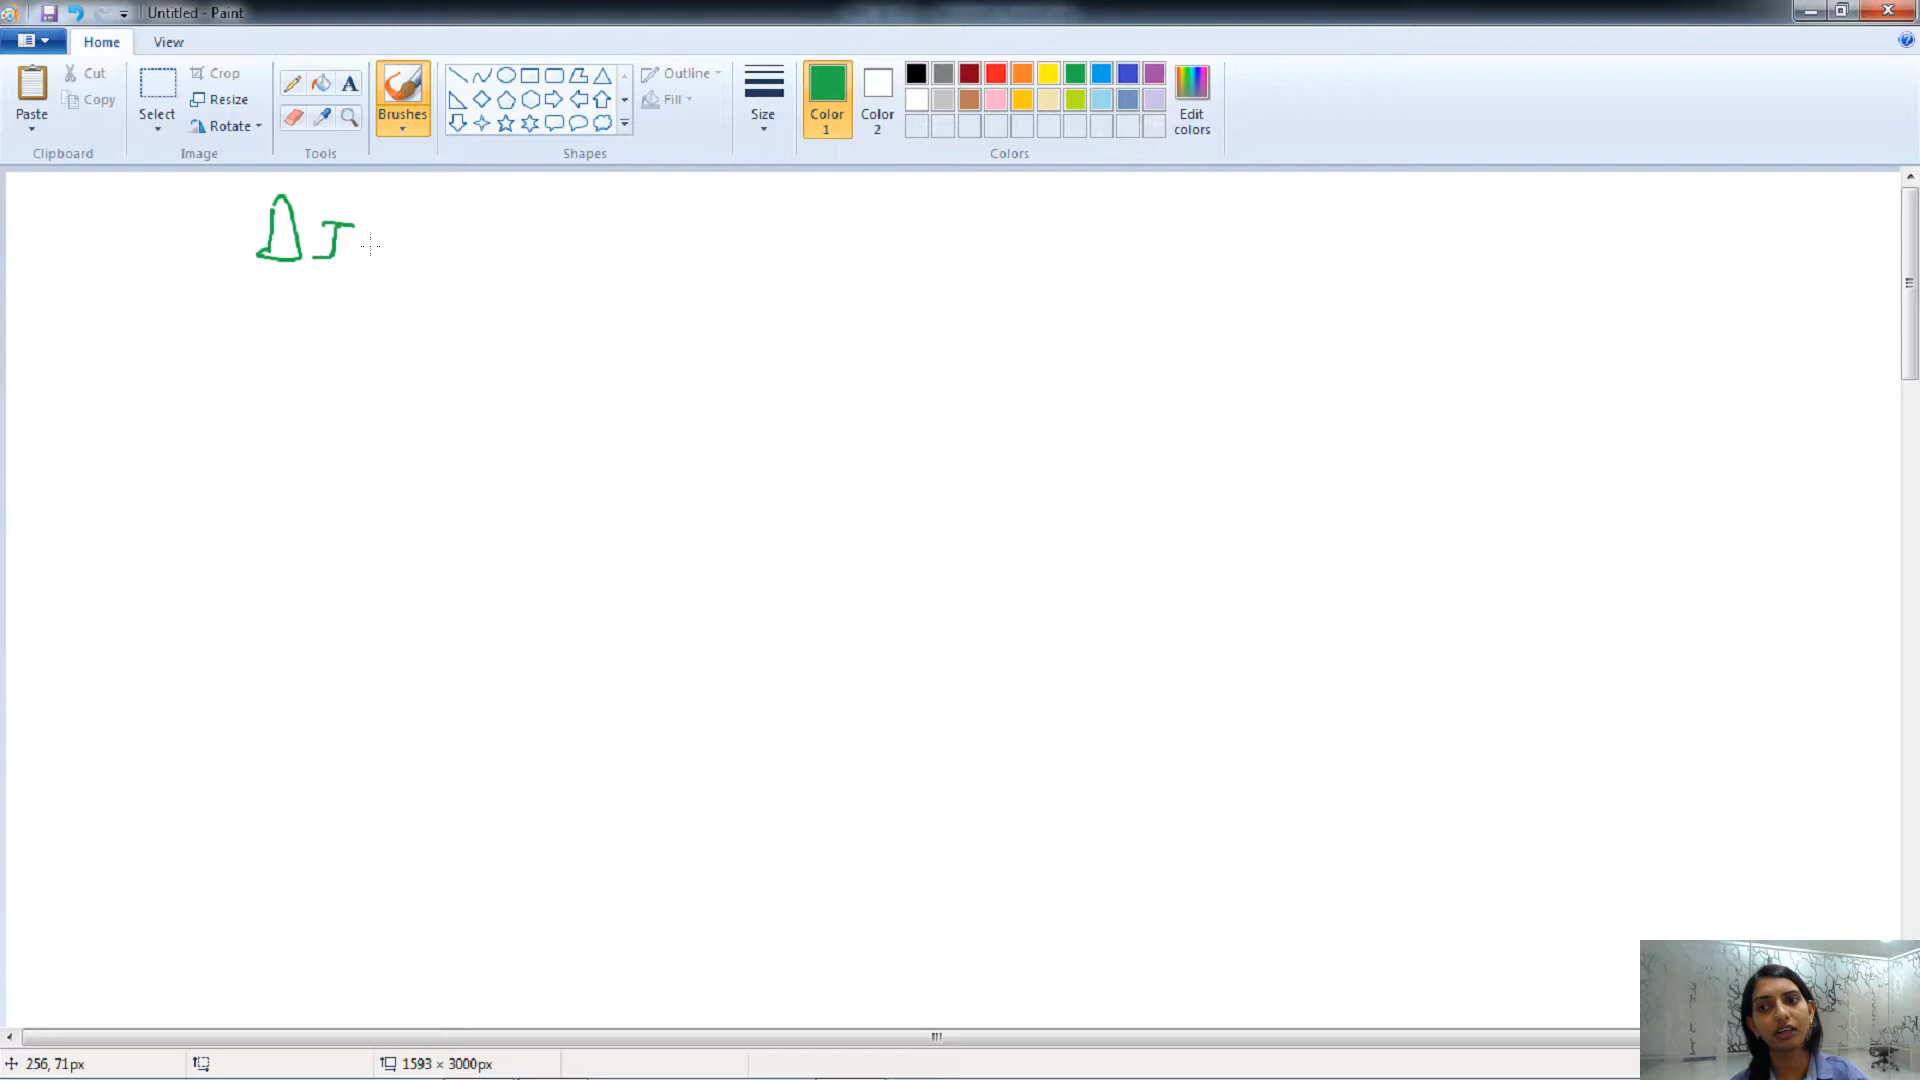 Untitled - Paint
Home View
Paste Cut Copy Select Crop Resize Rotate A Brushes Outline Fill Size Color 1 Color 2 Edit colors
Clipboard Image Tools Shapes Colors
Δ I
256, 71px 1593 × 3000px